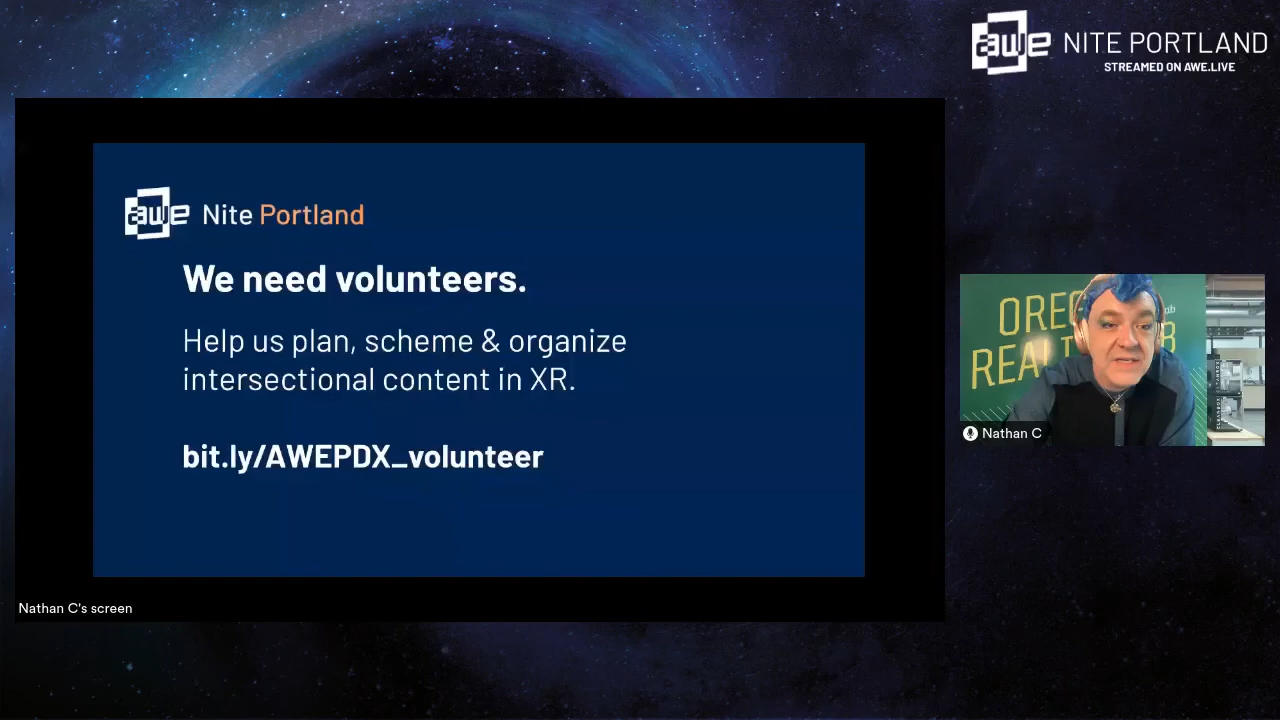 awe NITE PORTLAND
STREAMED ON AWE.LIVE
awe Nite Portland
We need volunteers.
Help us plan, scheme & organize
intersectional content in XR.
bit.ly/AWEPDX_volunteer
Nathan C
Nathan C's screen